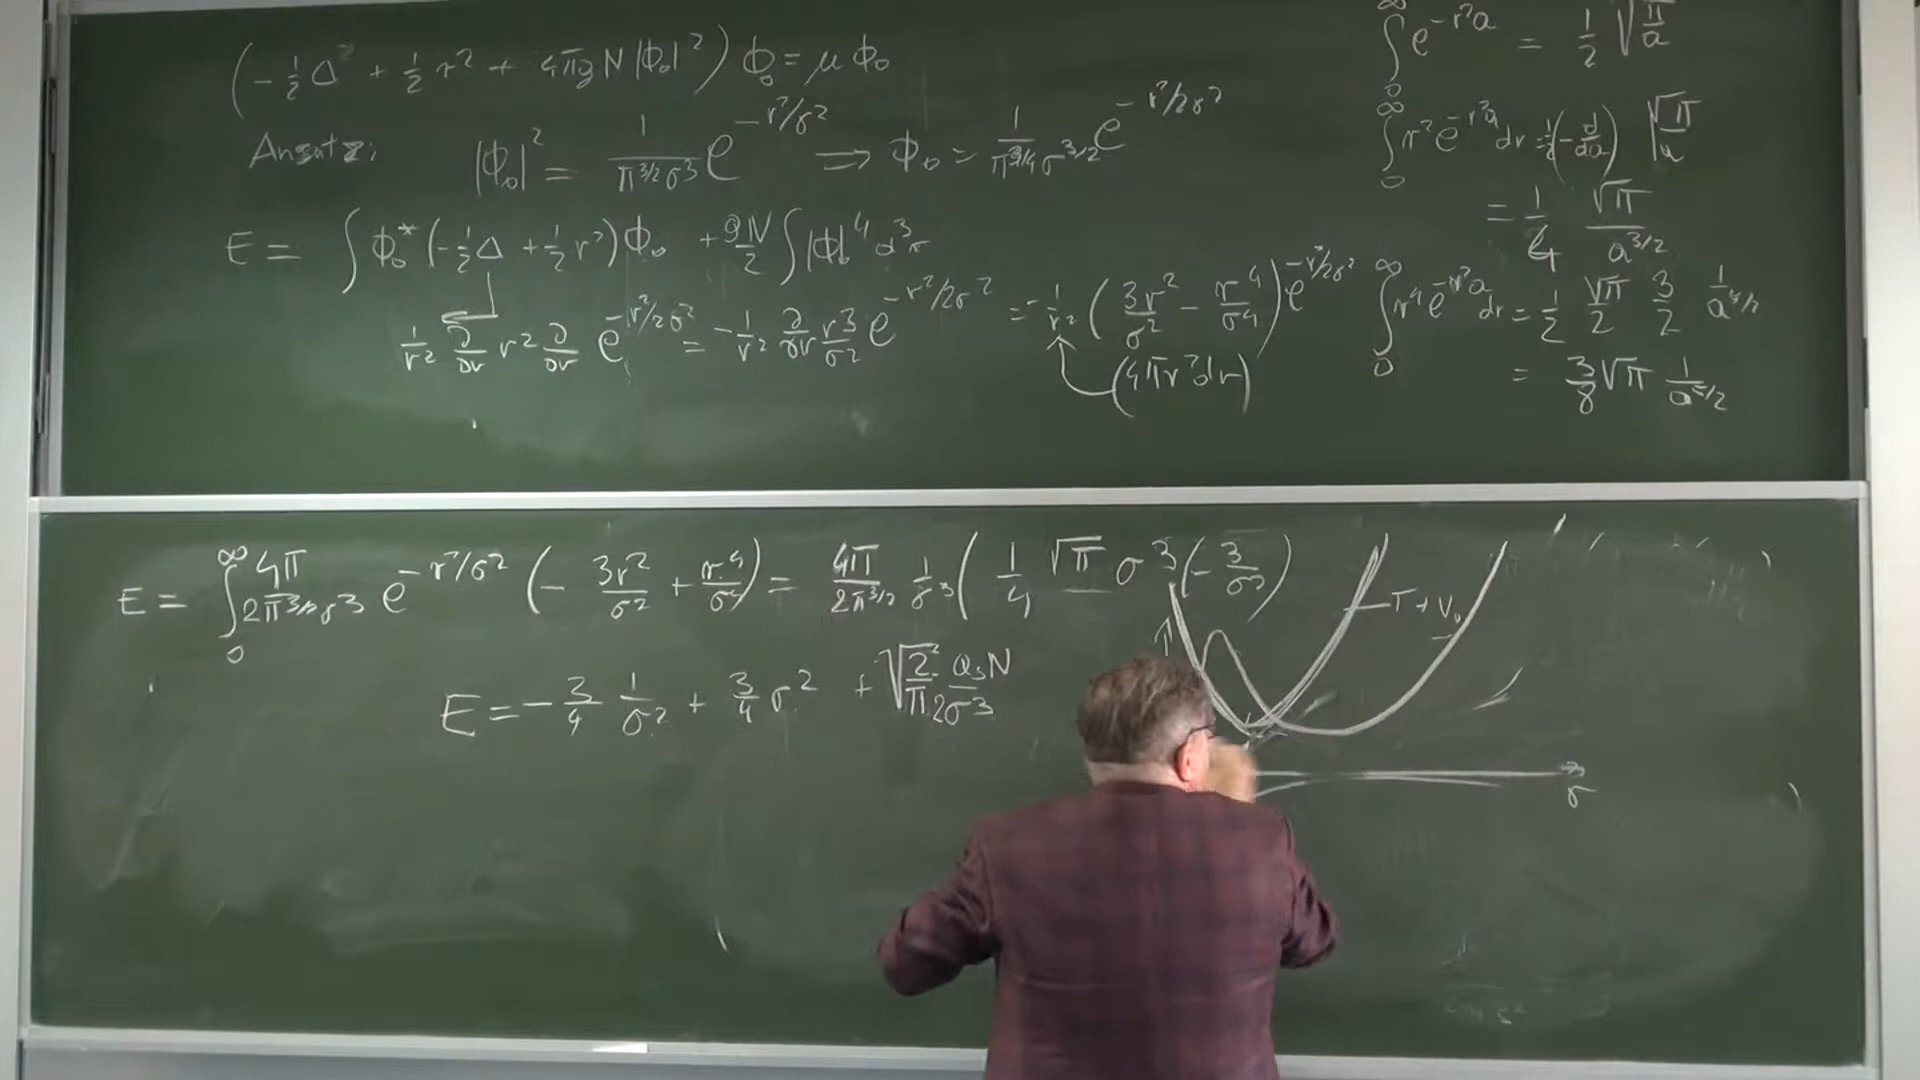 (-½Δ² + ½r² + 4πgN|Φ₀|²) Φ₀ = μΦ₀
Ansatz: |Φ₀|² = 1/(π^{3/2}σ³) e^{-r²/σ²} ⟹ Φ₀ = 1/(π^{3/4}σ^{3/2}) e^{-r²/2σ²}
E = ∫Φ₀*(-½Δ + ½r²)Φ₀ + gN/2 ∫|Φ₀|⁴ d³r
1/r² ∂/∂r r² ∂/∂r e^{-r²/2σ²} = -1/r² ∂/∂r r³/σ² e^{-r²/2σ²} = -1/r² (3r²/σ² - r⁴/σ⁴) e^{-r²/2σ²}
(4πr²dr)
∫₀^∞ e^{-r²a} = ½ √(π/a)
∫₀^∞ r² e^{-r²a} dr = ½(-d/da) √π/a
= ¼ √π/a^{3/2}
∫₀^∞ r⁴ e^{-r²a} dr = ½ √π/2 3/2 1/a^{5/2}
= 3/8 √π 1/a^{5/2}
E = ∫₀^∞ 4π/(2π^{3/2}σ³) e^{-r²/σ²} (-3r²/σ² + r⁴/σ⁴) = 4π/(2π^{3/2}) 1/σ³ (¼ √π σ³(-3/σ²)
E = -¾ 1/σ² + ¾ σ² + √(2/π) a_sN/(2σ³)
T + V₀
σ